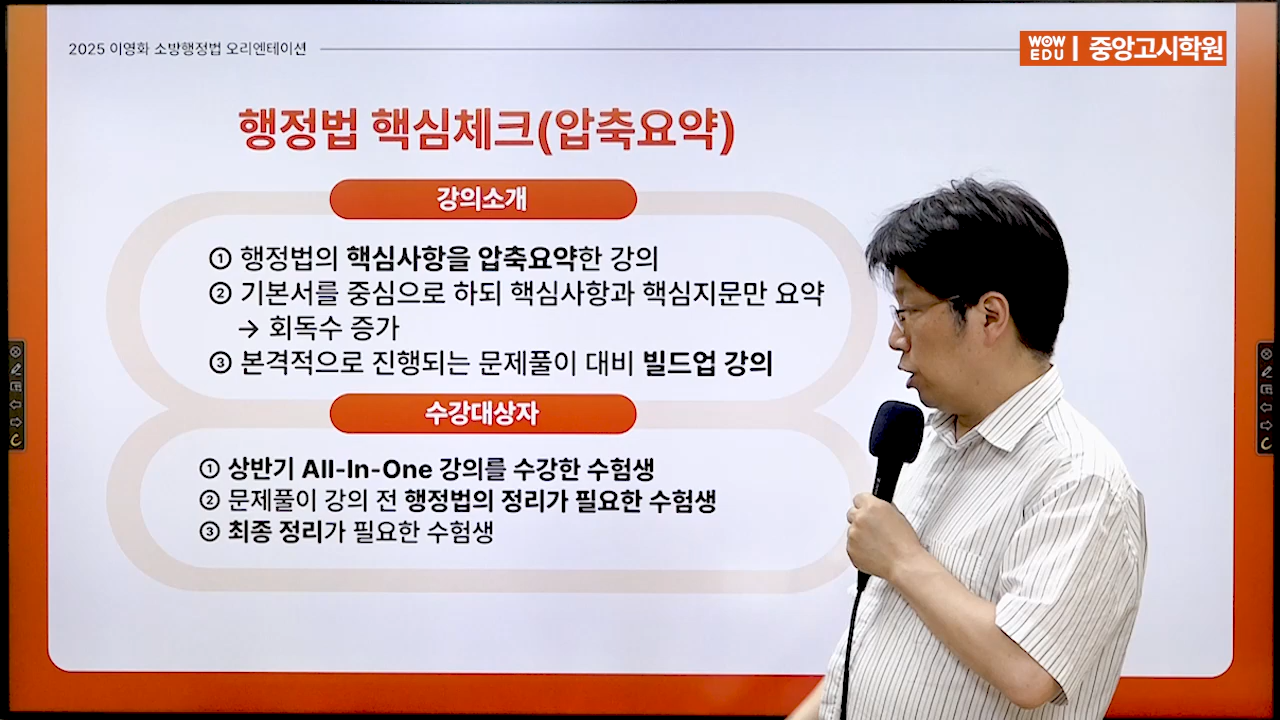 2025 이영화 소방행정법 오리엔테이션
WOW EDU | 중앙고시학원
행정법 핵심체크(압축요약)
강의소개
① 행정법의 핵심사항을 압축요약한 강의
② 기본서를 중심으로 하되 핵심사항과 핵심지문만 요약
→ 회독수 증가
③ 본격적으로 진행되는 문제풀이 대비 빌드업 강의
수강대상자
① 상반기 All-In-One 강의를 수강한 수험생
② 문제풀이 강의 전 행정법의 정리가 필요한 수험생
③ 최종 정리가 필요한 수험생